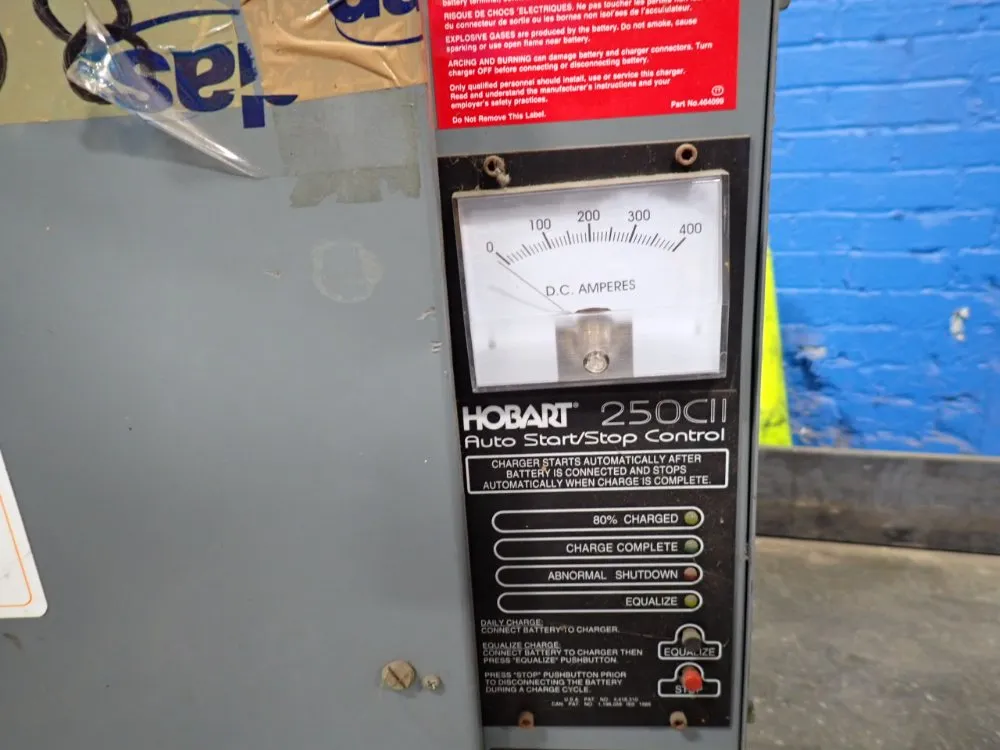 RISQUE DE CHOCS ´ELECTRIQUES. Ne pas toucher les parties
du connecteur de sortie ou les bornes non isol´ees de l'accululateur.
EXPLOSIVE GASES are produced by the battery. Do not smoke, cause
sparking or use open flame near battery.
ARCING AND BURNING can damage battery and charger connectors. Turn
charger OFF before connecting or disconnecting battery.
Only qualified personnel should install, use or service this charger.
Read and understand the manufacturer's instructions and your
employer's safety practices.
Do Not Remove This Label.
Part No.464099
0 100 200 300 400
D.C. AMPERES
HOBART® 250CII
Auto Start/Stop Control
CHARGER STARTS AUTOMATICALLY AFTER
BATTERY IS CONNECTED AND STOPS
AUTOMATICALLY WHEN CHARGE IS COMPLETE.
80% CHARGED
CHARGE COMPLETE
ABNORMAL SHUTDOWN
EQUALIZE
DAILY CHARGE:
CONNECT BATTERY TO CHARGER.
EQUALIZE CHARGE:
CONNECT BATTERY TO CHARGER THEN
PRESS "EQUALIZE" PUSHBUTTON.
EQUALIZE
PRESS "STOP" PUSHBUTTON PRIOR
TO DISCONNECTING THE BATTERY
DURING A CHARGE CYCLE.
STOP